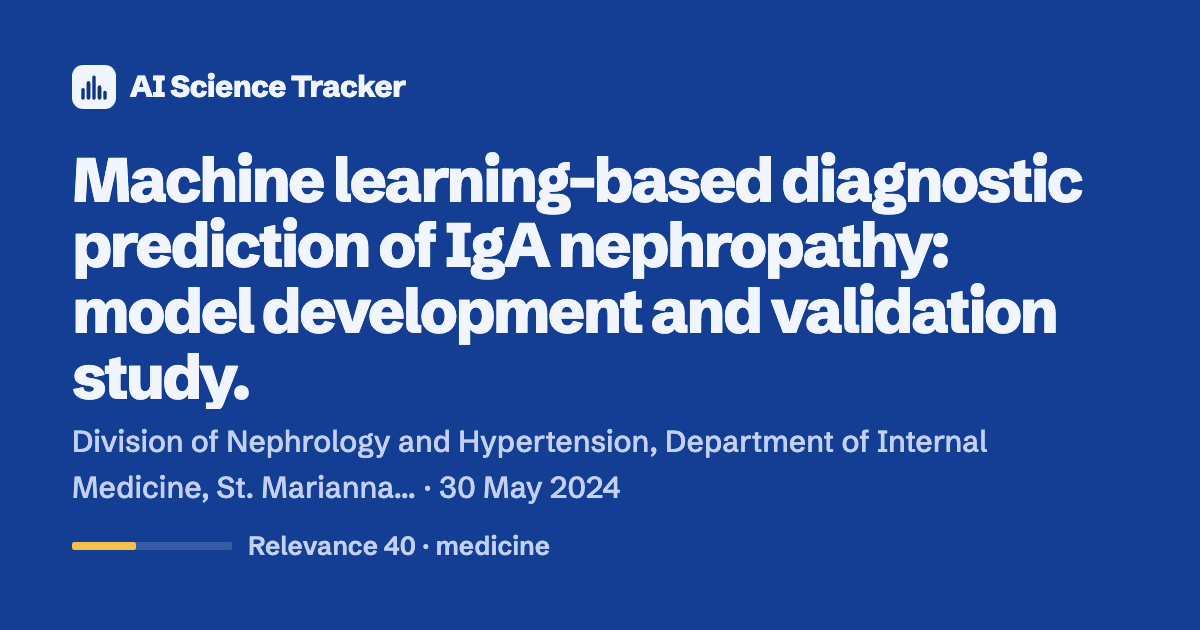 AI Science Tracker
Machine learning-based diagnostic
prediction of IgA nephropathy:
model development and validation
study.
Division of Nephrology and Hypertension, Department of Internal
Medicine, St. Marianna... · 30 May 2024
Relevance 40 · medicine